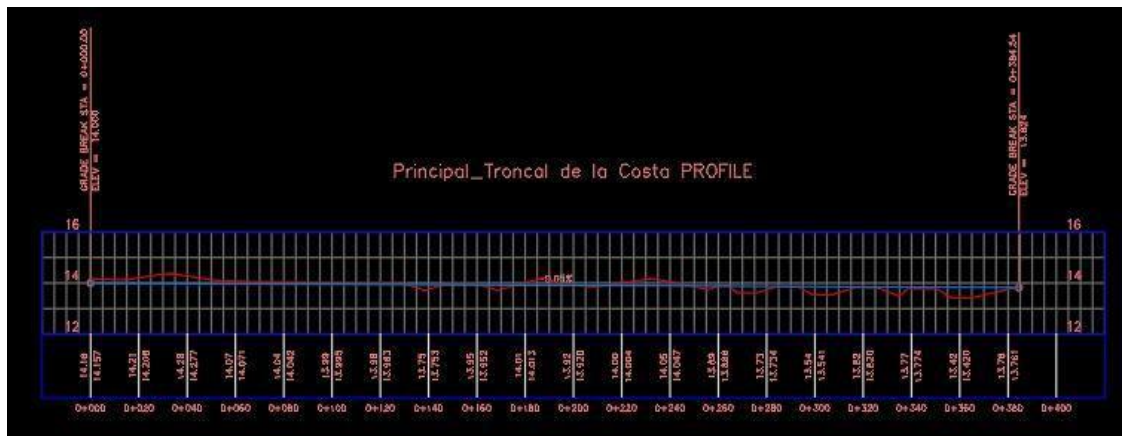 GRADE BREAK STA = 0+000.00
ELEV = 14.000
GRADE BREAK STA = 0+384.54
ELEV = 13.824
Principal_Troncal de la Costa PROFILE
16 16
14 14
12 12
14.16 14.157 14.21 14.208 14.28 14.277 14.07 14.071 14.04 14.042 13.99 13.995 13.98 13.983 13.75 13.753 13.95 13.952 14.01 14.013 13.92 13.920 14.00 14.004 14.05 14.047 13.89 13.888 13.73 13.734 13.54 13.541 13.82 13.820 13.77 13.774 13.42 13.420 13.76 13.761
0+000 0+020 0+040 0+060 0+080 0+100 0+120 0+140 0+160 0+180 0+200 0+220 0+240 0+260 0+280 0+300 0+320 0+340 0+360 0+380 0+400